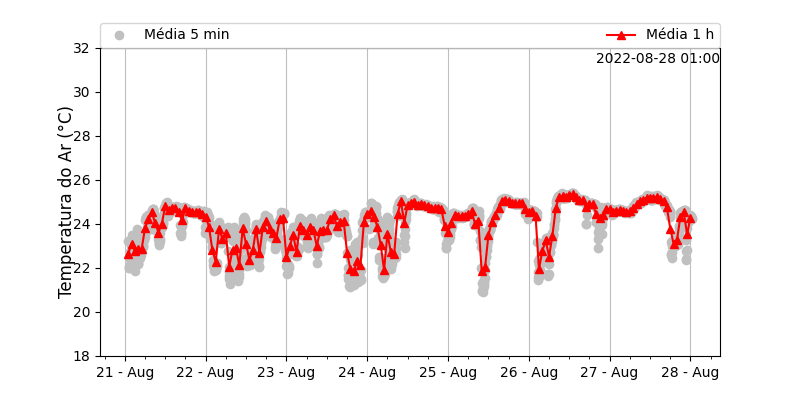 Média 5 min
Média 1 h
2022-08-28 01:00
Temperatura do Ar (°C)
32
30
28
26
24
22
20
18
21 - Aug
22 - Aug
23 - Aug
24 - Aug
25 - Aug
26 - Aug
27 - Aug
28 - Aug